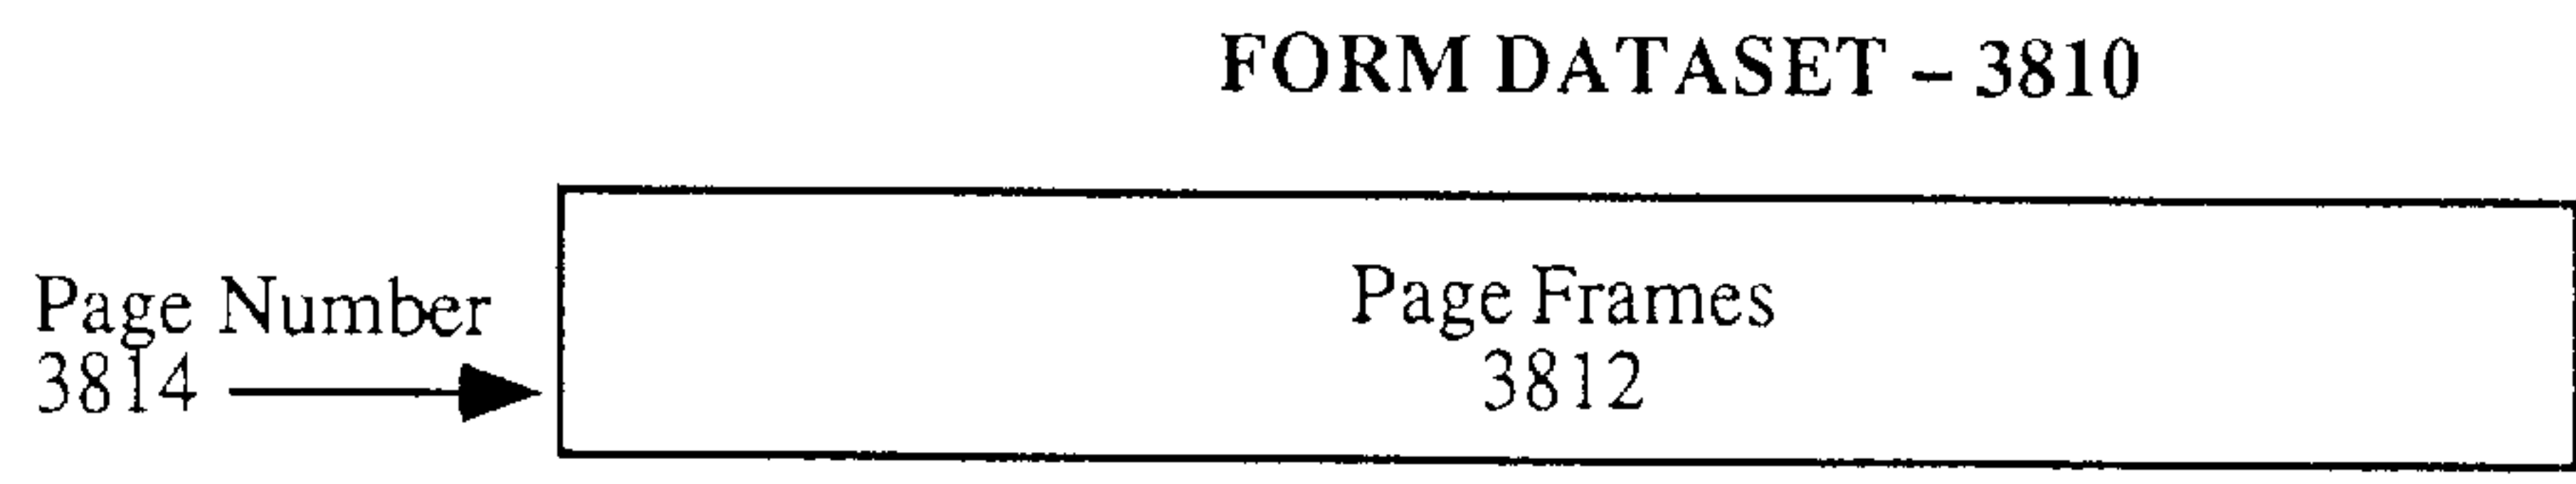 FORM DATASET – 3810
Page Number
3814
Page Frames
3812